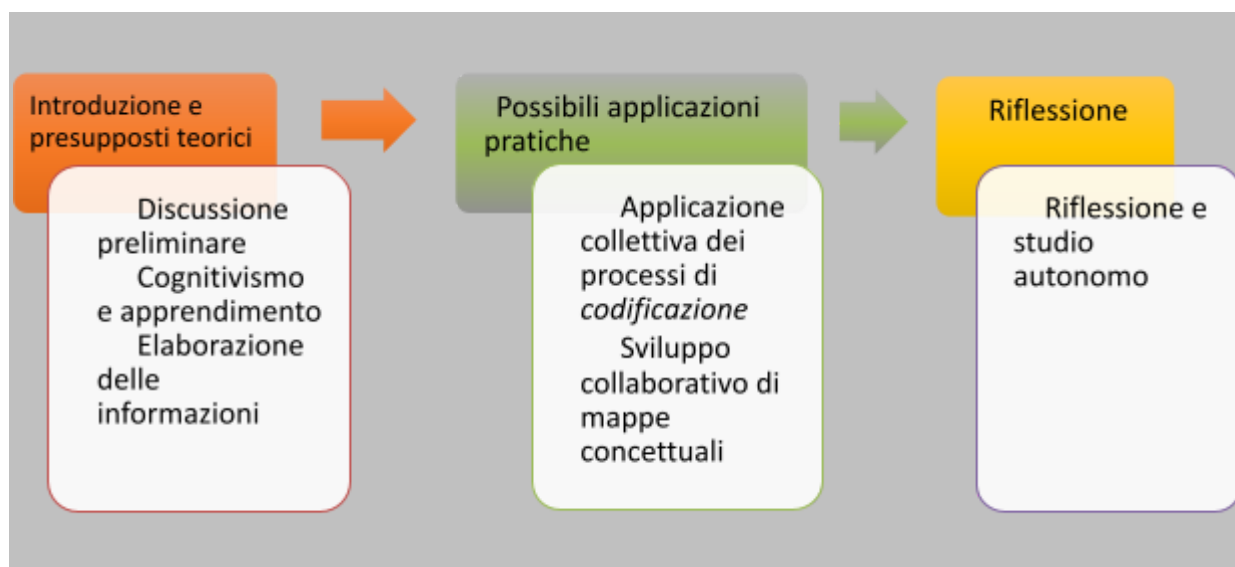 Introduzione e
presupposti teorici
Discussione
preliminare
Cognitivismo
e apprendimento
Elaborazione
delle
informazioni
Possibili applicazioni
pratiche
Applicazione
collettiva dei
processi di
codificazione
Sviluppo
collaborativo di
mappe
concettuali
Riflessione
Riflessione e
studio
autonomo